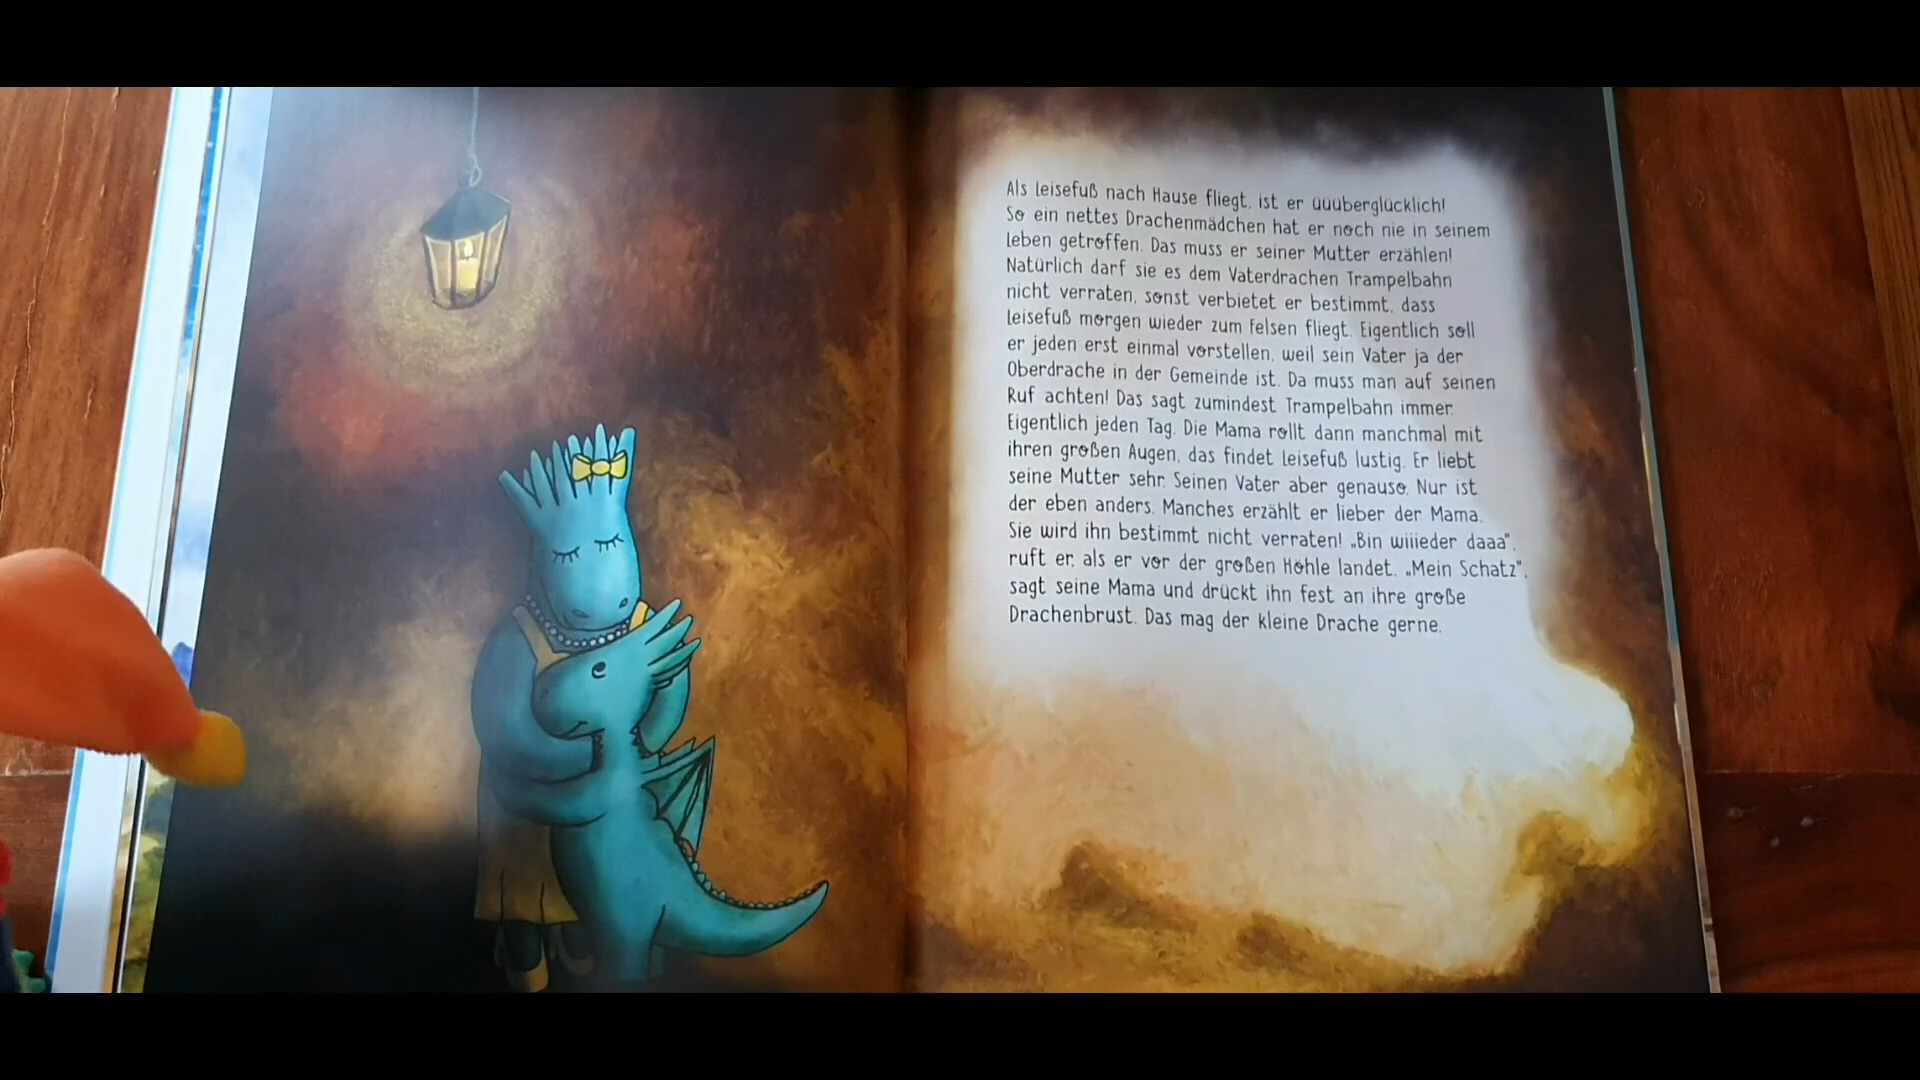 Als Leisefuß nach Hause fliegt, ist er üüüberglücklich!
So ein nettes Drachenmädchen hat er noch nie in seinem
Leben getroffen. Das muss er seiner Mutter erzählen!
Natürlich darf sie es dem Vaterdrachen Trampelbahn
nicht verraten, sonst verbietet er bestimmt, dass
Leisefuß morgen wieder zum Felsen fliegt. Eigentlich soll
er jeden erst einmal vorstellen, weil sein Vater ja der
Oberdrache in der Gemeinde ist. Da muss man auf seinen
Ruf achten! Das sagt zumindest Trampelbahn immer.
Eigentlich jeden Tag. Die Mama rollt dann manchmal mit
ihren großen Augen, das findet Leisefuß lustig. Er liebt
seine Mutter sehr. Seinen Vater aber genauso. Nur ist
der eben anders. Manches erzählt er lieber der Mama.
Sie wird ihn bestimmt nicht verraten! „Bin wiiieder daaa“,
ruft er, als er vor der großen Höhle landet. „Mein Schatz“,
sagt seine Mama und drückt ihn fest an ihre große
Drachenbrust. Das mag der kleine Drache gerne.